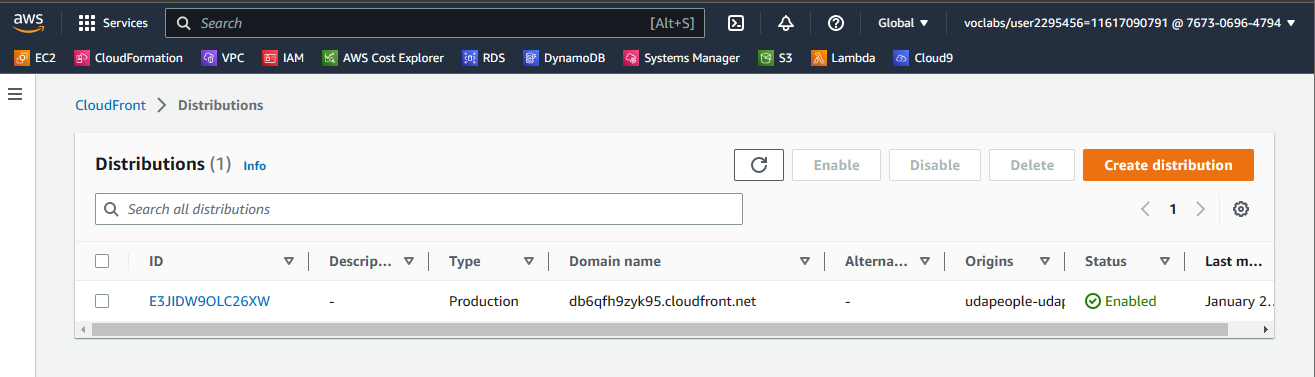 aws Services Search [Alt+S] Global voclabs/user2295456=11617090791 @ 7673-0696-4794
EC2 CloudFormation VPC IAM AWS Cost Explorer RDS DynamoDB Systems Manager S3 Lambda Cloud9
CloudFront Distributions
Distributions (1) Info Enable Disable Delete Create distribution
Search all distributions 1
ID Descrip... Type Domain name Alterna... Origins Status Last m...
E3JIDW9OLC26XW - Production db6qfh9zyk95.cloudfront.net - udapeople-udap Enabled January 2...